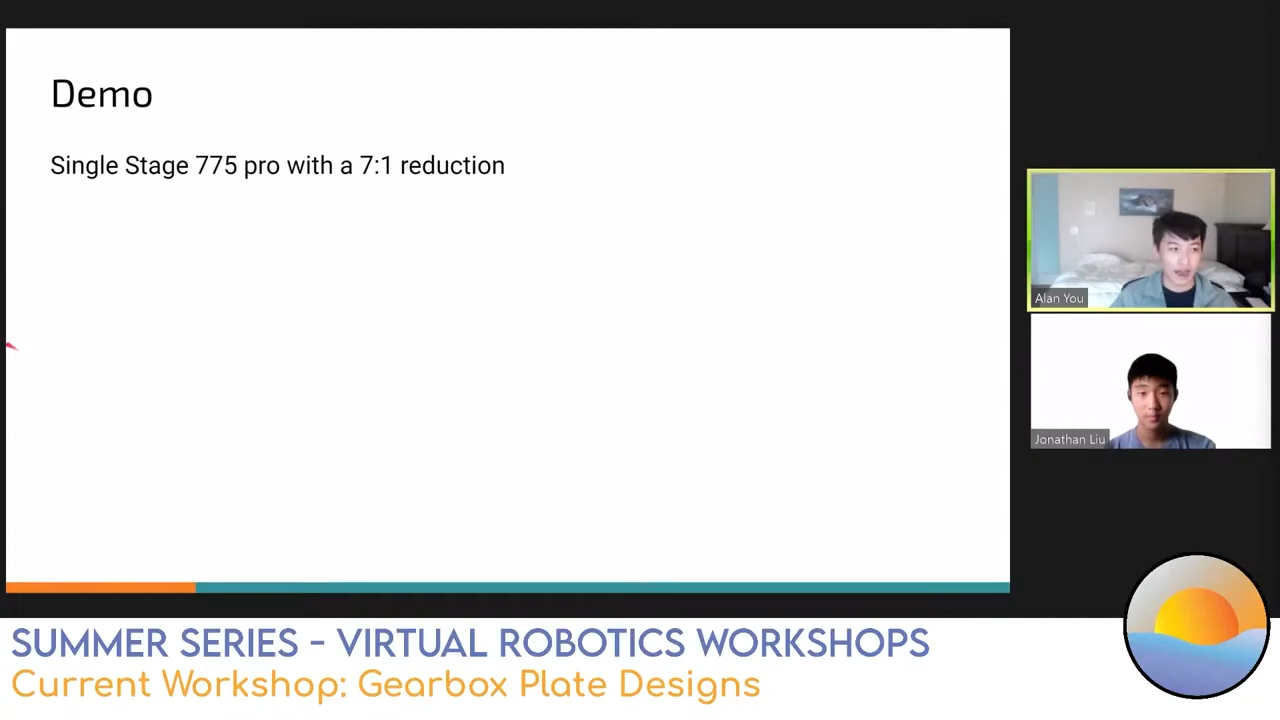 Demo
Single Stage 775 pro with a 7:1 reduction
Alan You
Jonathan Liu
SUMMER SERIES - VIRTUAL ROBOTICS WORKSHOPS
Current Workshop: Gearbox Plate Designs